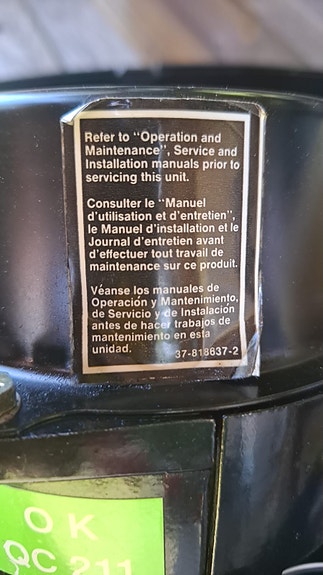 Refer to "Operation and
Maintenance", Service and
Installation manuals prior to
servicing this unit.
Consulter le "Manuel
d'utilisation et d'entretien",
le Manuel d'installation et le
Journal d'entretien avant
d'effectuer tout travail de
maintenance sur ce produit.
Véanse los manuales de
Operación y Mantenimiento,
de Servicio y de Instalación
antes de hacer trabajos de
mantenimiento en esta
unidad. 37-818637-2
OK
QC 211